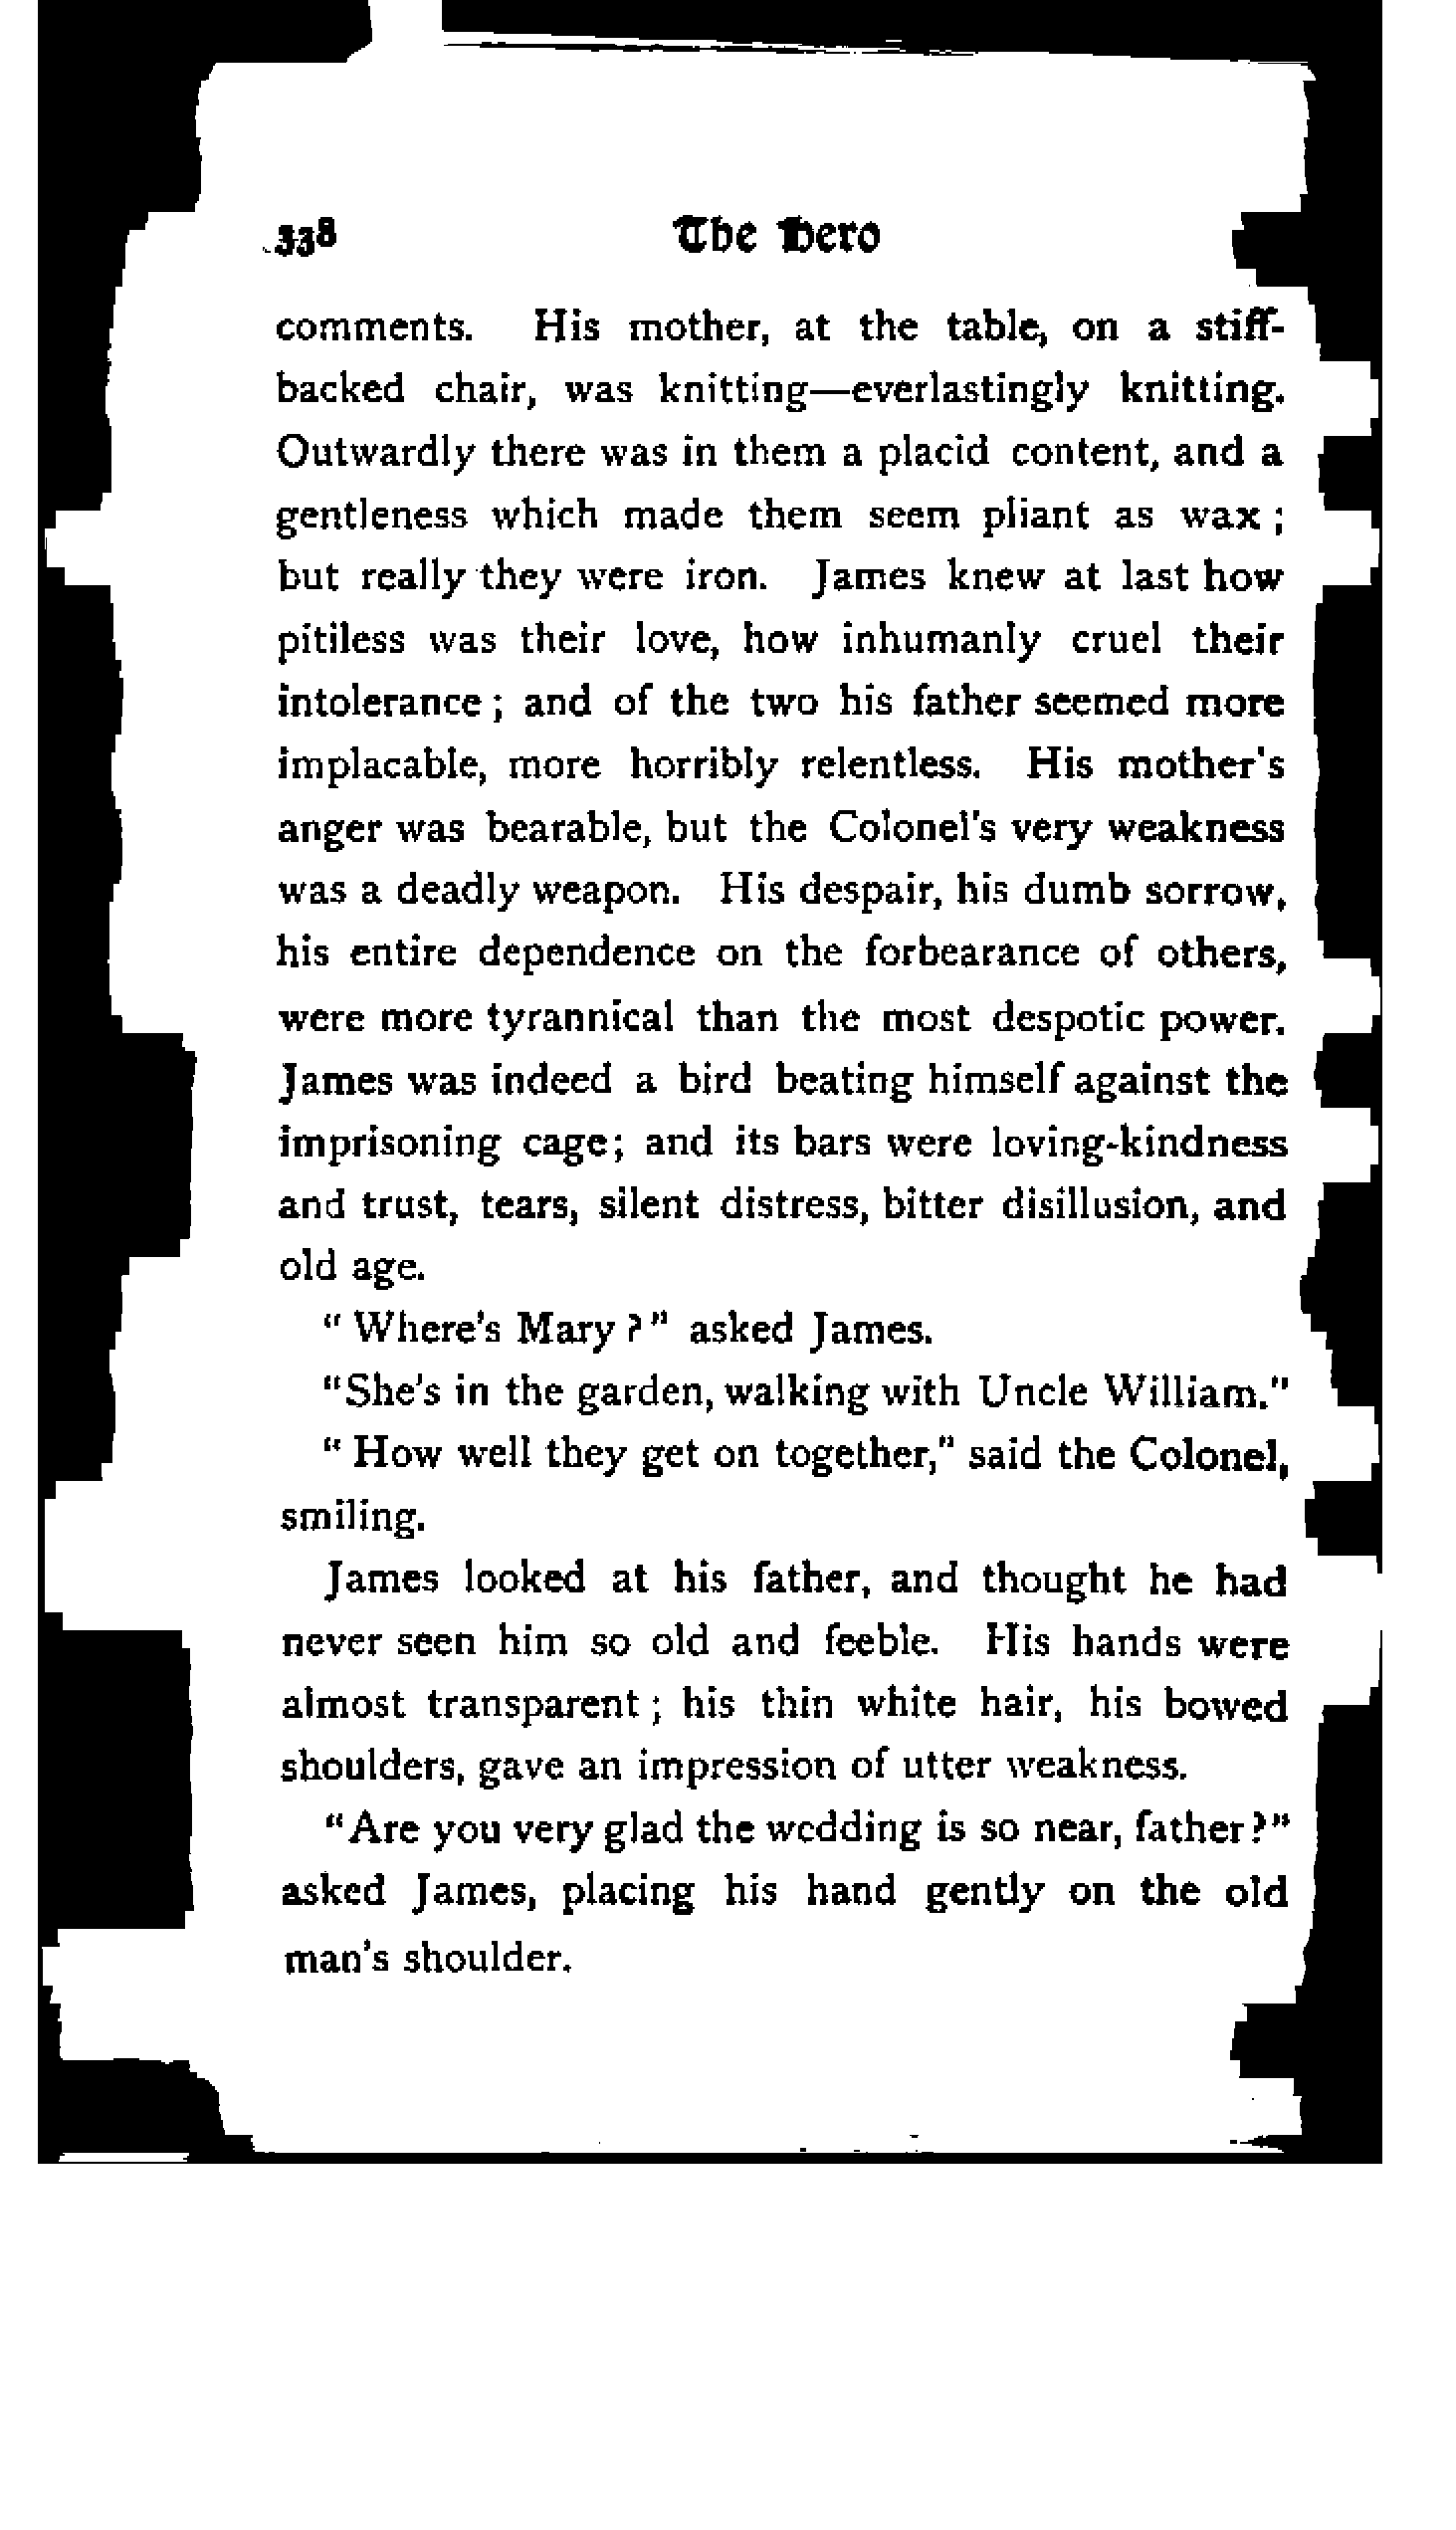 338 The Hero
comments. His mother, at the table, on a stiff-
backed chair, was knitting—everlastingly knitting.
Outwardly there was in them a placid content, and a
gentleness which made them seem pliant as wax ;
but really they were iron. James knew at last how
pitiless was their love, how inhumanly cruel their
intolerance ; and of the two his father seemed more
implacable, more horribly relentless. His mother's
anger was bearable, but the Colonel's very weakness
was a deadly weapon. His despair, his dumb sorrow,
his entire dependence on the forbearance of others,
were more tyrannical than the most despotic power.
James was indeed a bird beating himself against the
imprisoning cage; and its bars were loving-kindness
and trust, tears, silent distress, bitter disillusion, and
old age.
" Where's Mary ?" asked James.
"She's in the garden, walking with Uncle William."
" How well they get on together," said the Colonel,
smiling.
James looked at his father, and thought he had
never seen him so old and feeble. His hands were
almost transparent ; his thin white hair, his bowed
shoulders, gave an impression of utter weakness.
"Are you very glad the wedding is so near, father ?"
asked James, placing his hand gently on the old
man's shoulder.